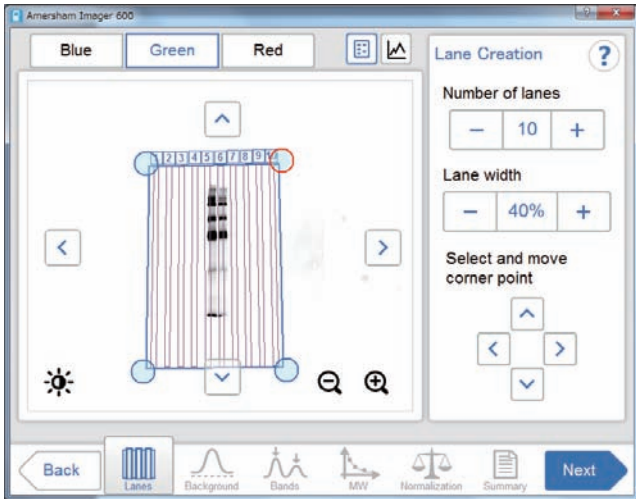 Amersham Imager 600
Blue Green Red
Lane Creation
?
Number of lanes
− 10 +
Lane width
− 40% +
Select and move
corner point
1 2 3 4 5 6 7 8 9 10
Back
Lanes
Background
Bands
MW
Normalization
Summary
Next